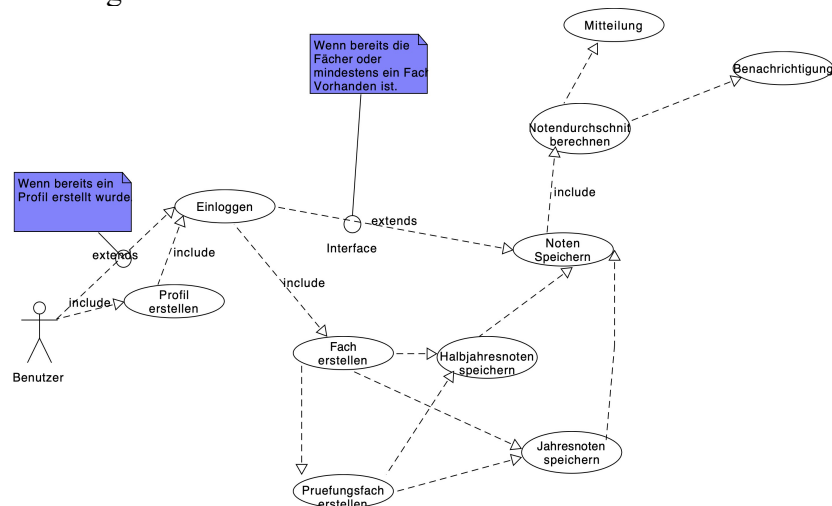 Mitteilung
Wenn bereits die
Fächer oder
mindestens ein Fach
Vorhanden ist.
Benachrichtigung
Notendurchschnit
berechnen
Wenn bereits ein
Profil erstellt wurde
include
Einloggen
extends
Interface
Noten
Speichern
extends
include
include
Profil
erstellen
include
Benutzer
Fach
erstellen
Halbjahresnoten
speichern
Jahresnoten
speichern
Pruefungsfach
erstellen